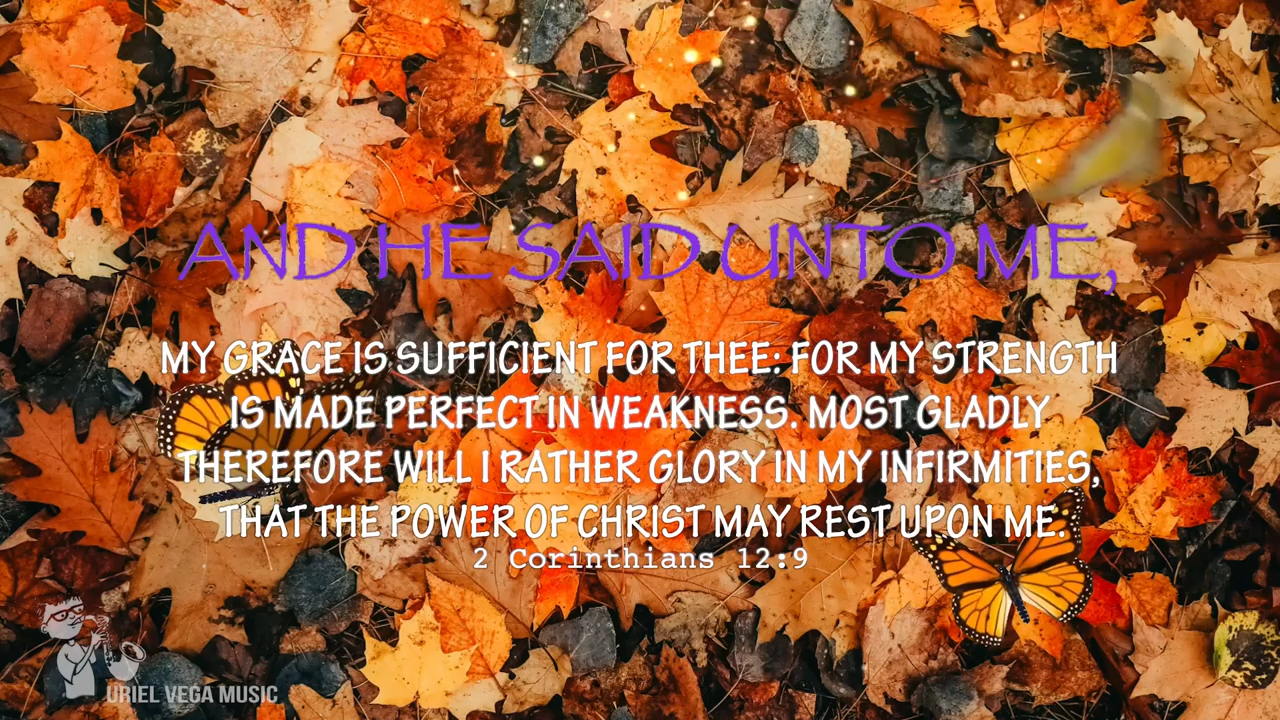 AND HE SAID UNTO ME,
MY GRACE IS SUFFICIENT FOR THEE: FOR MY STRENGTH
IS MADE PERFECT IN WEAKNESS. MOST GLADLY
THEREFORE WILL I RATHER GLORY IN MY INFIRMITIES,
THAT THE POWER OF CHRIST MAY REST UPON ME.
2 Corinthians 12:9
URIEL VEGA MUSIC